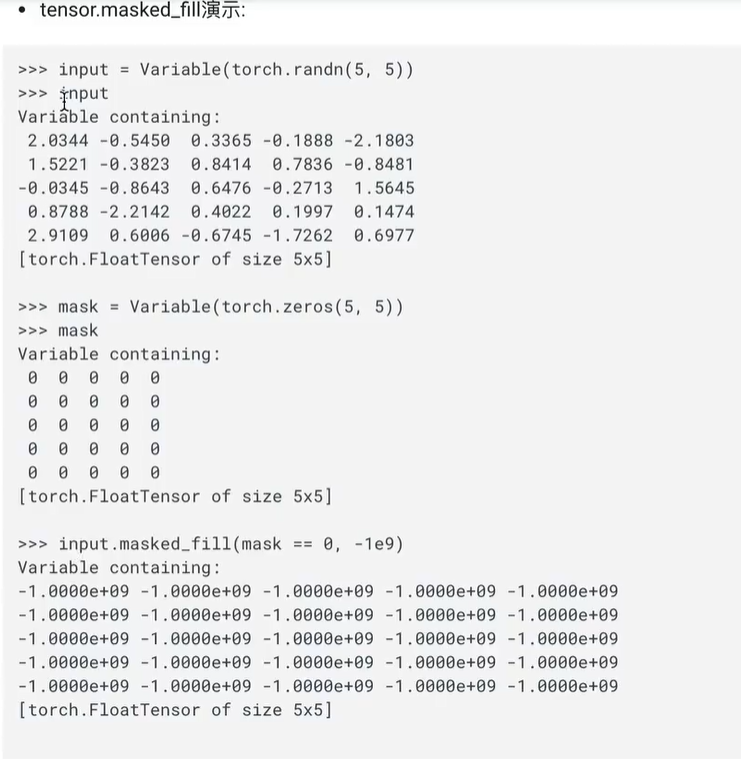 • tensor.masked_fill演示:
>>> input = Variable(torch.randn(5, 5))
>>> input
Variable containing:
 2.0344 -0.5450  0.3365 -0.1888 -2.1803
 1.5221 -0.3823  0.8414  0.7836 -0.8481
-0.0345 -0.8643  0.6476 -0.2713  1.5645
 0.8788 -2.2142  0.4022  0.1997  0.1474
 2.9109  0.6006 -0.6745 -1.7262  0.6977
[torch.FloatTensor of size 5x5]
>>> mask = Variable(torch.zeros(5, 5))
>>> mask
Variable containing:
 0  0  0  0  0
 0  0  0  0  0
 0  0  0  0  0
 0  0  0  0  0
 0  0  0  0  0
[torch.FloatTensor of size 5x5]
>>> input.masked_fill(mask == 0, -1e9)
Variable containing:
-1.0000e+09 -1.0000e+09 -1.0000e+09 -1.0000e+09 -1.0000e+09
-1.0000e+09 -1.0000e+09 -1.0000e+09 -1.0000e+09 -1.0000e+09
-1.0000e+09 -1.0000e+09 -1.0000e+09 -1.0000e+09 -1.0000e+09
-1.0000e+09 -1.0000e+09 -1.0000e+09 -1.0000e+09 -1.0000e+09
-1.0000e+09 -1.0000e+09 -1.0000e+09 -1.0000e+09 -1.0000e+09
[torch.FloatTensor of size 5x5]